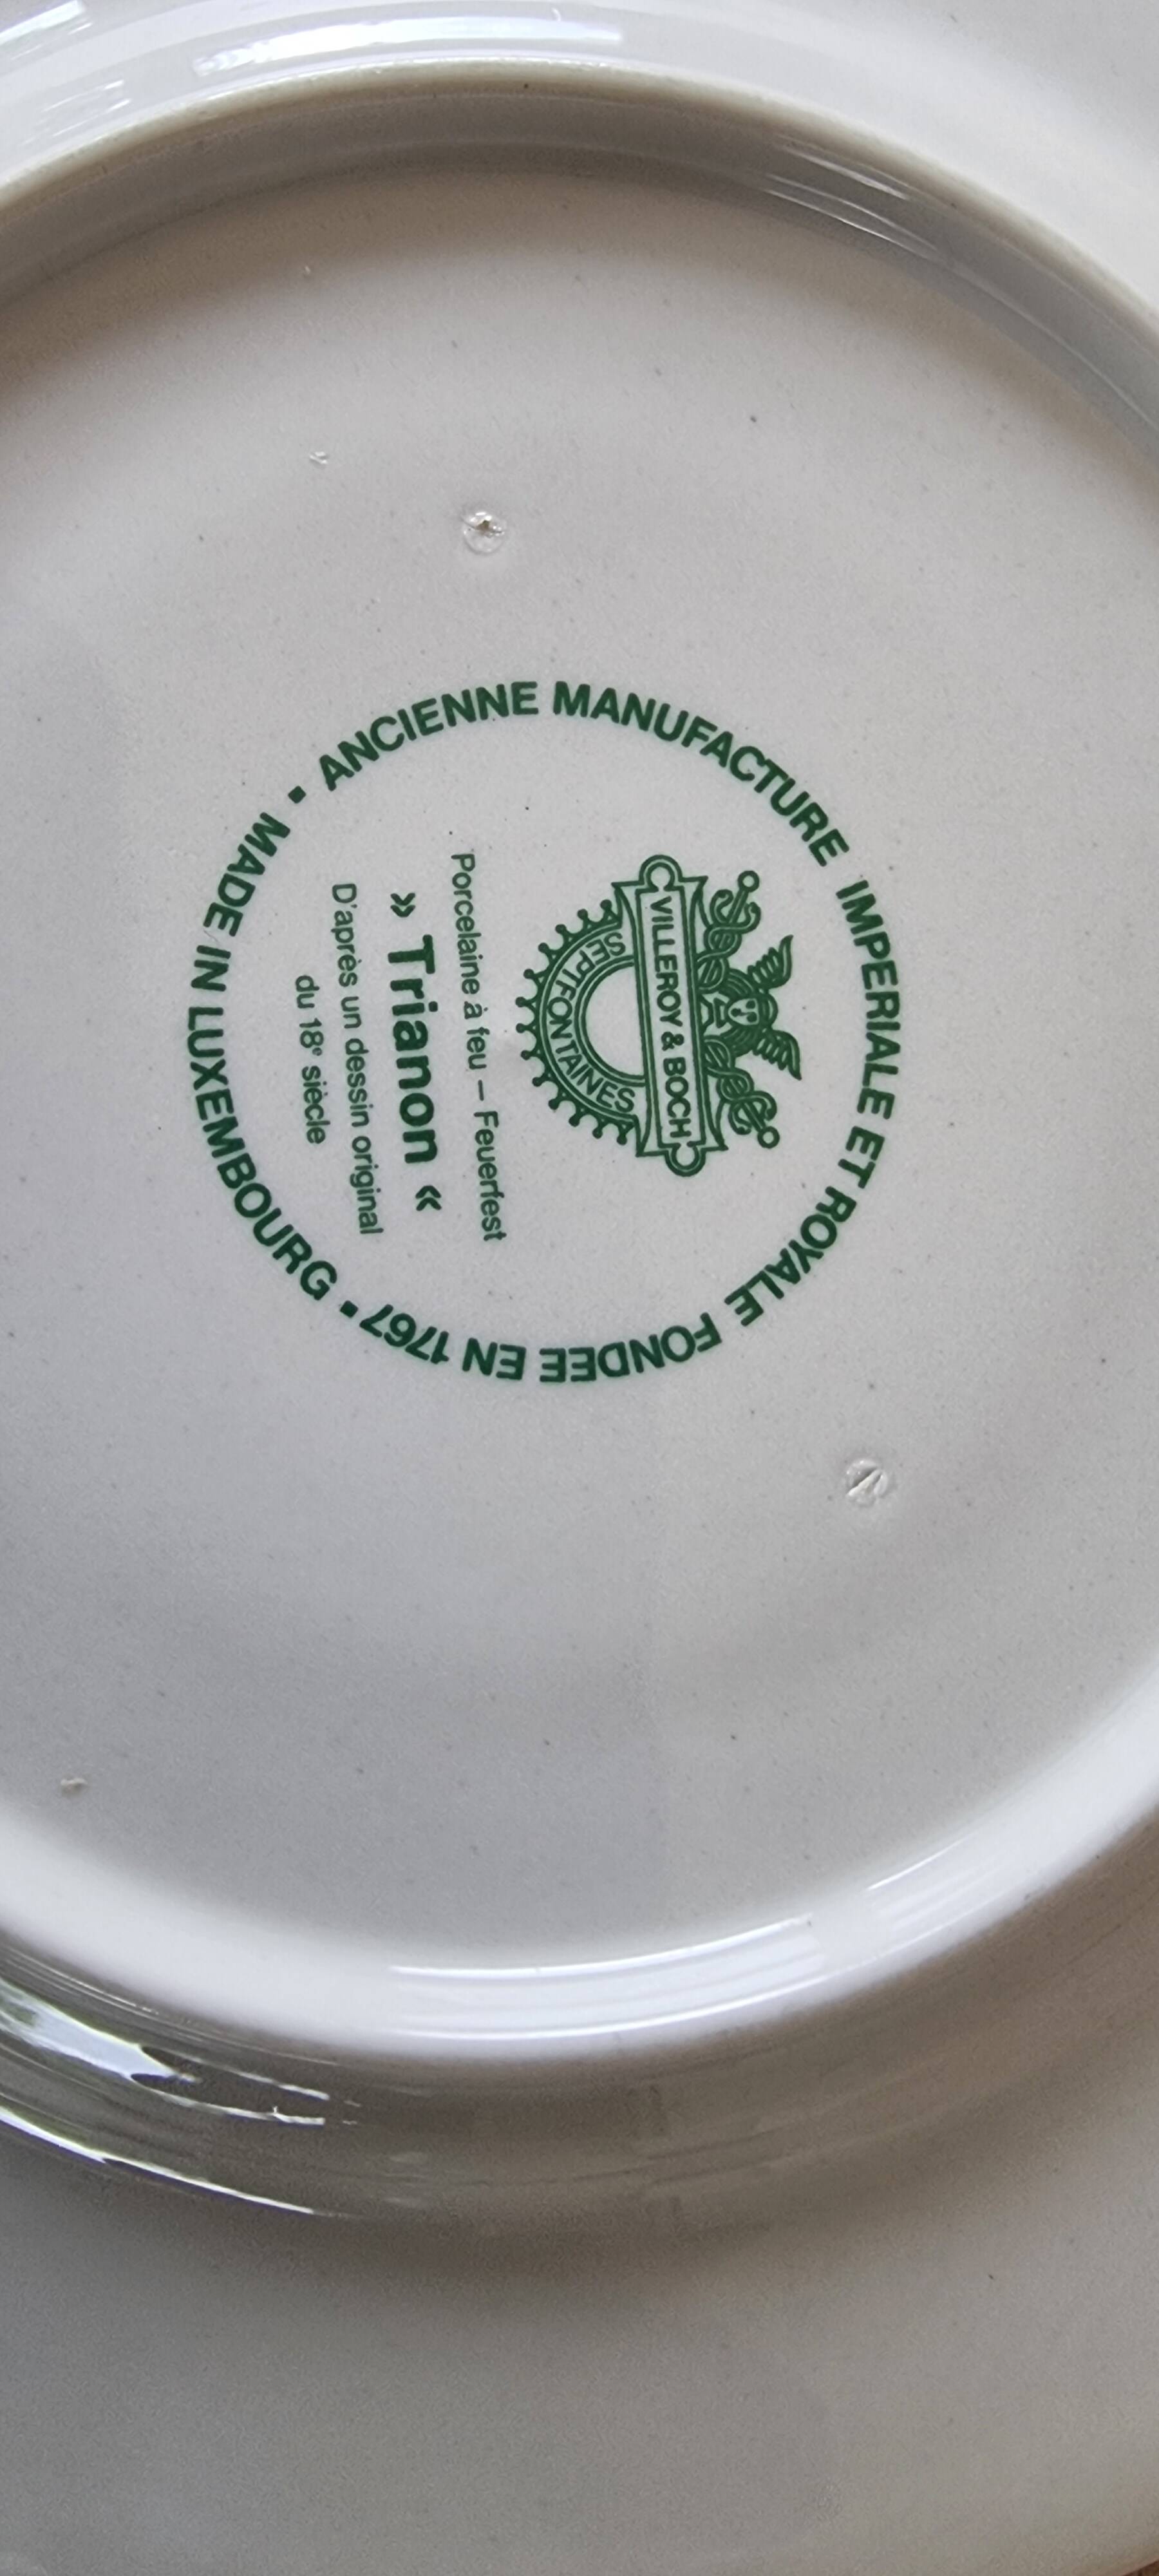 ANCIENNE MANUFACTURE IMPERIALE ET ROYALE FONDEE EN 1767 •
MADE IN LUXEMBOURG •
VILLEROY & BOCH
SEPTFONTAINES
Porcelaine à feu – Feuerfest
» Trianon «
D'après un dessin original
du 18e siècle